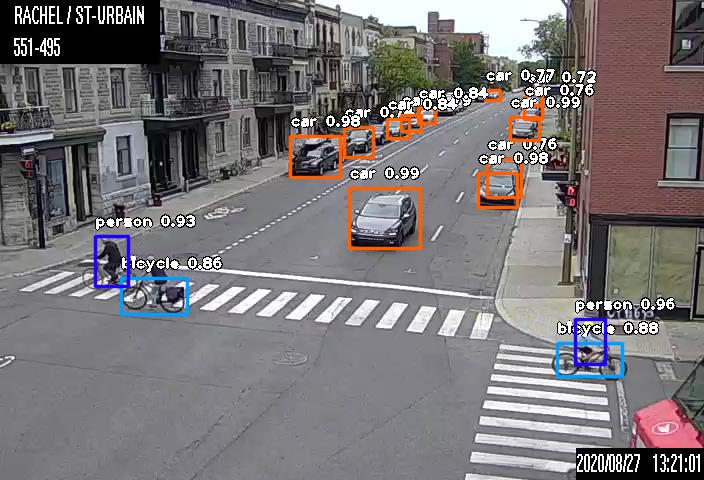 RACHEL / ST-URBAIN
551-495
car 0.77
0.72
car 0.76
car 0.84
car 0.99
car 0.98
car 0.76
car 0.98
car 0.99
person 0.93
bicycle 0.86
person 0.96
bicycle 0.88
2020/08/27 13:21:01